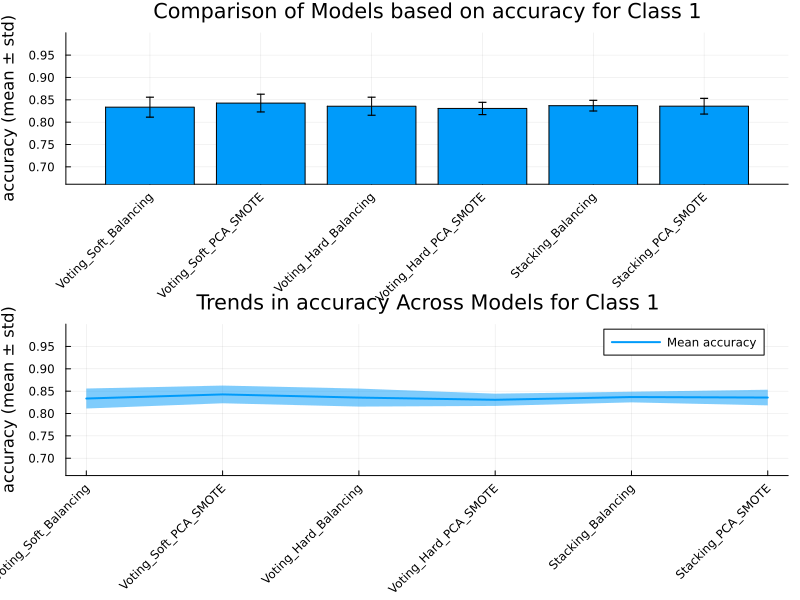 Comparison of Models based on accuracy for Class 1
accuracy (mean ± std)
0.95
0.90
0.85
0.80
0.75
0.70
Voting_Soft_Balancing
Voting_Soft_PCA_SMOTE
Voting_Hard_Balancing
Voting_Hard_PCA_SMOTE
Stacking_Balancing
Stacking_PCA_SMOTE
Trends in accuracy Across Models for Class 1
accuracy (mean ± std)
0.95
0.90
0.85
0.80
0.75
0.70
Mean accuracy
Voting_Soft_Balancing
Voting_Soft_PCA_SMOTE
Voting_Hard_Balancing
Voting_Hard_PCA_SMOTE
Stacking_Balancing
Stacking_PCA_SMOTE